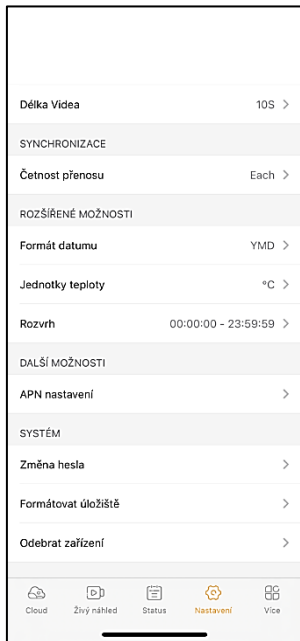 Délka Videa 10S
SYNCHRONIZACE
Četnost přenosu Each
ROZŠÍŘENÉ MOŽNOSTI
Formát datumu YMD
Jednotky teploty °C
Rozvrh 00:00:00 - 23:59:59
DALŠÍ MOŽNOSTI
APN nastavení
SYSTÉM
Změna hesla
Formátovat úložiště
Odebrat zařízení
Cloud Živý náhled Status Nastavení Více